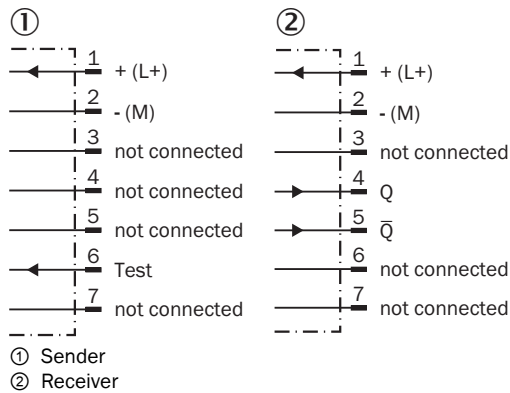 ①
1 + (L+)
2 - (M)
3 not connected
4 not connected
5 not connected
6 Test
7 not connected
②
1 + (L+)
2 - (M)
3 not connected
4 Q
5 Q̅
6 not connected
7 not connected
① Sender
② Receiver